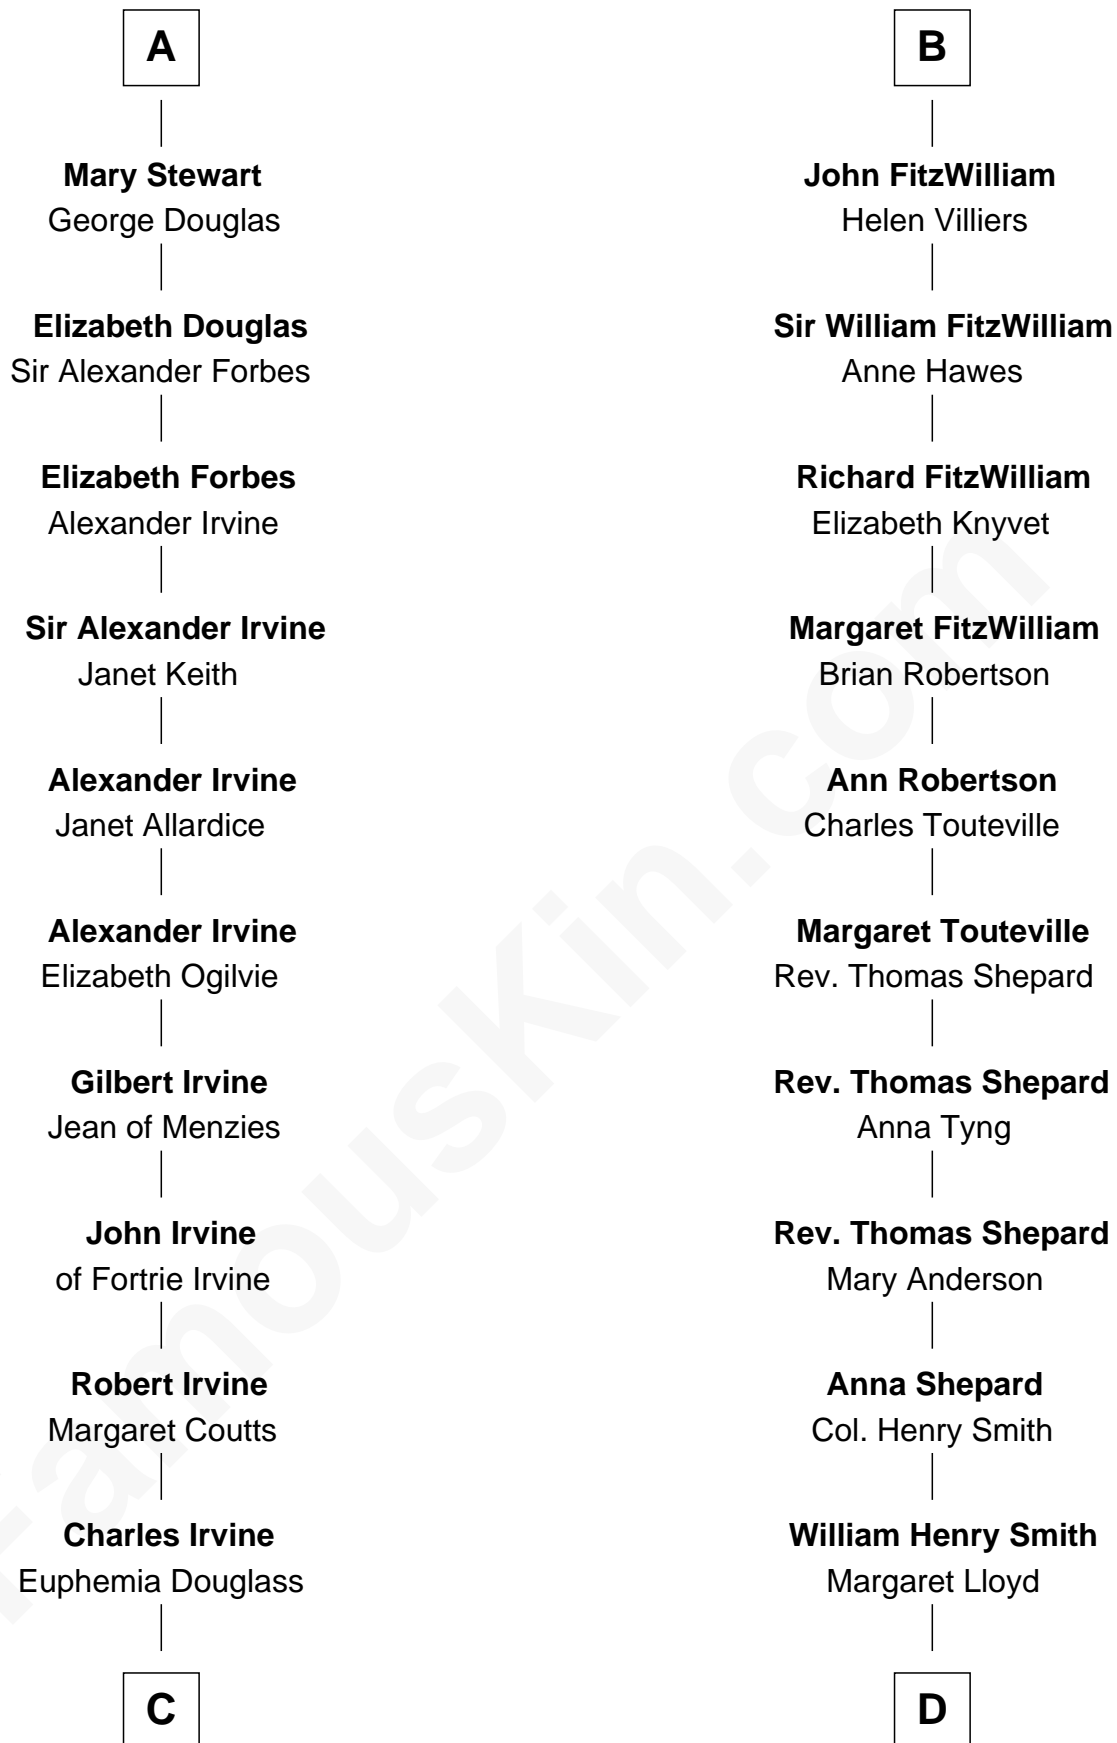 A
Mary Stewart
George Douglas
Elizabeth Douglas
Sir Alexander Forbes
Elizabeth Forbes
Alexander Irvine
Sir Alexander Irvine
Janet Keith
Alexander Irvine
Janet Allardice
Alexander Irvine
Elizabeth Ogilvie
Gilbert Irvine
Jean of Menzies
John Irvine
of Fortrie Irvine
Robert Irvine
Margaret Coutts
Charles Irvine
Euphemia Douglass
C
B
John FitzWilliam
Helen Villiers
Sir William FitzWilliam
Anne Hawes
Richard FitzWilliam
Elizabeth Knyvet
Margaret FitzWilliam
Brian Robertson
Ann Robertson
Charles Touteville
Margaret Touteville
Rev. Thomas Shepard
Rev. Thomas Shepard
Anna Tyng
Rev. Thomas Shepard
Mary Anderson
Anna Shepard
Col. Henry Smith
William Henry Smith
Margaret Lloyd
D
FamousKin.com